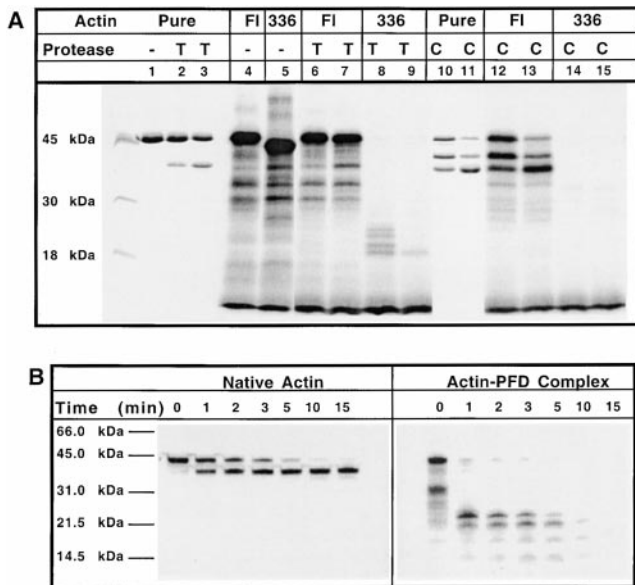 A
Actin Pure Fl 336 Fl 336 Pure Fl 336
Protease - T T - - T T T T C C C C C C
1 2 3 4 5 6 7 8 9 10 11 12 13 14 15
45 kDa
30 kDa
18 kDa
B
Native Actin Actin-PFD Complex
Time (min) 0 1 2 3 5 10 15 0 1 2 3 5 10 15
66.0 kDa
45.0 kDa
31.0 kDa
21.5 kDa
14.5 kDa